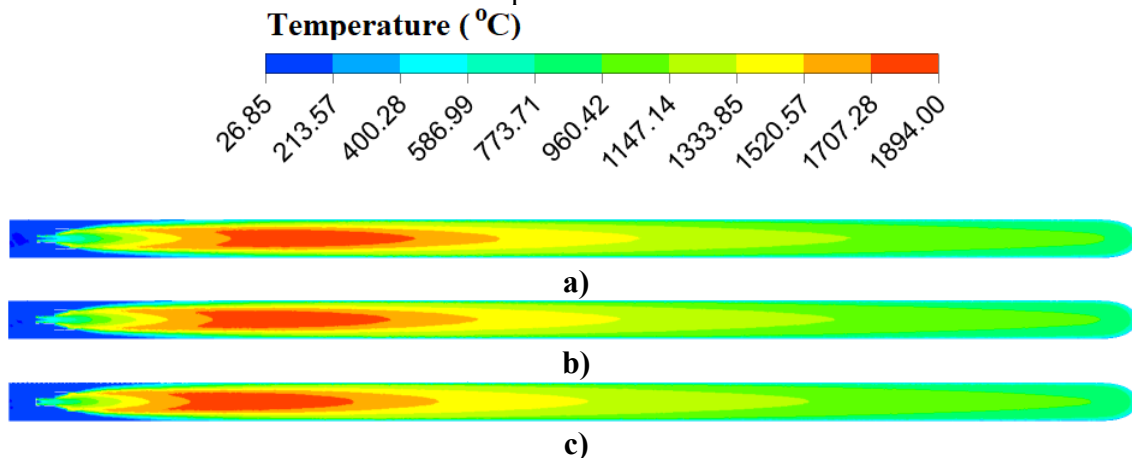 Temperature (°C)
26.85 213.57 400.28 586.99 773.71 960.42 1147.14 1333.85 1520.57 1707.28 1894.00
a)
b)
c)